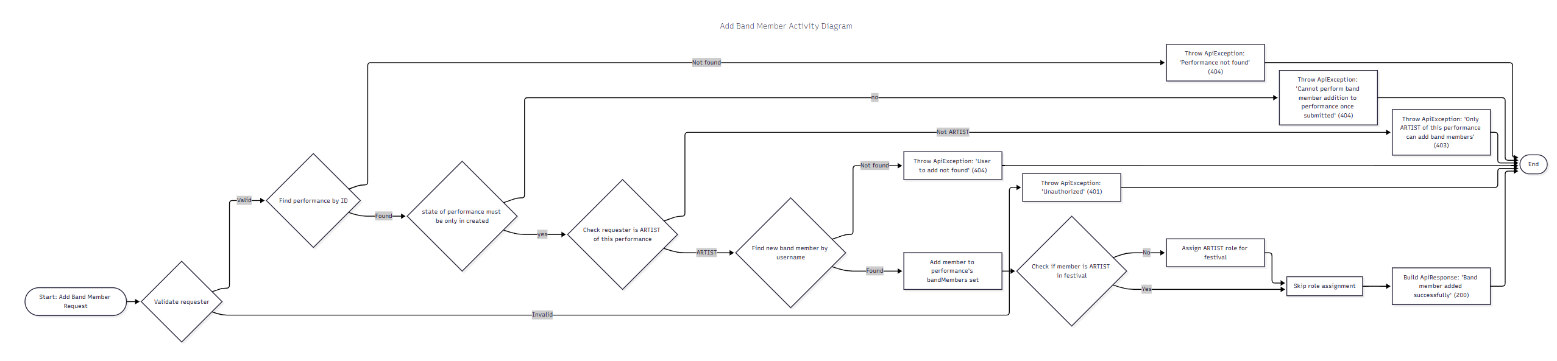 Add Band Member Activity Diagram
Not found
Throw ApiException:
'Performance not found'
(404)
no
Throw ApiException:
'Cannot perform band
member addition to
performance once
submitted' (404)
Not ARTIST
Throw ApiException: 'Only
ARTIST of this performance
can add band members'
(403)
Not found
Throw ApiException: 'User
to add not found' (404)
End
Throw ApiException:
'Unauthorized' (401)
Valid
Find performance by ID
Found
state of performance must
be only in created
yes
Check requester is ARTIST
of this performance
ARTIST
Find new band member by
username
Found
Add member to
performance's
bandMembers set
Check if member is ARTIST
in festival
No
Assign ARTIST role for
festival
Yes
Skip role assignment
Build ApiResponse: 'Band
member added
successfully' (200)
Start: Add Band Member
Request
Validate requester
Invalid